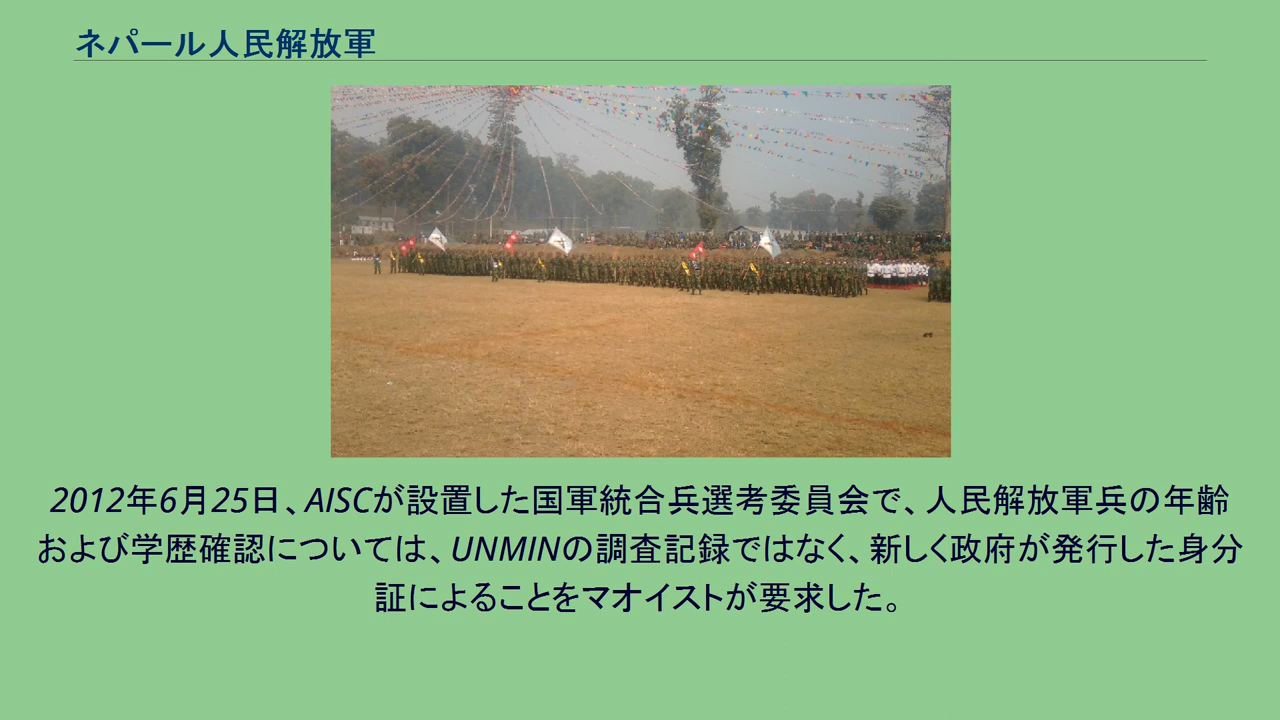 ネパール人民解放軍
2012年6月25日、AISCが設置した国軍統合兵選考委員会で、人民解放軍兵の年齢
および学歴確認については、UNMINの調査記録ではなく、新しく政府が発行した身分
証によることをマオイストが要求した。